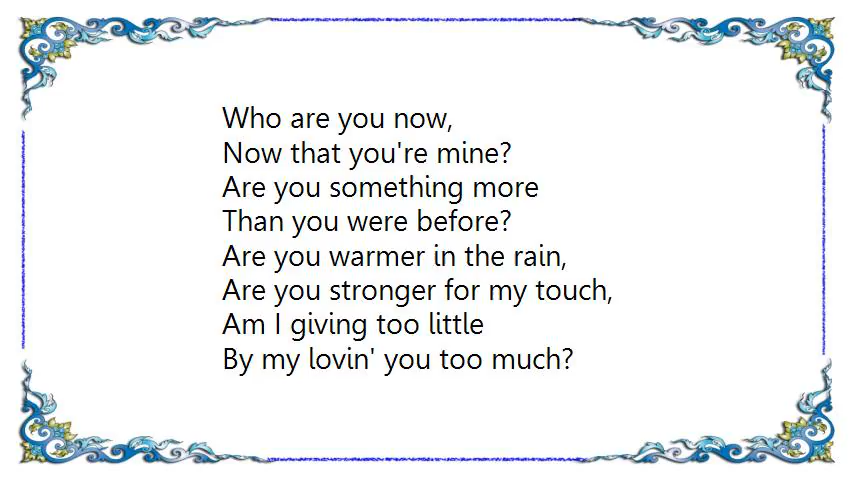 Who are you now,
Now that you're mine?
Are you something more
Than you were before?
Are you warmer in the rain,
Are you stronger for my touch,
Am I giving too little
By my lovin' you too much?